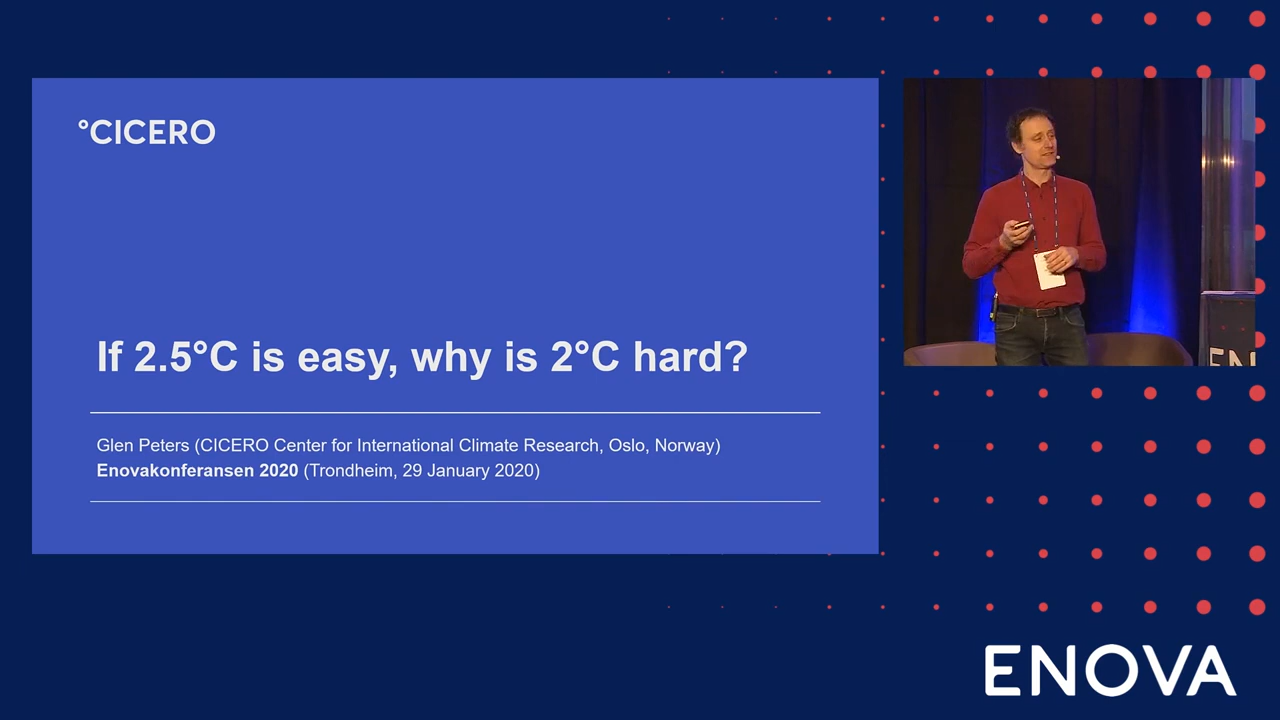 °CICERO
If 2.5°C is easy, why is 2°C hard?
Glen Peters (CICERO Center for International Climate Research, Oslo, Norway)
Enovakonferansen 2020 (Trondheim, 29 January 2020)
EN
ENOVA